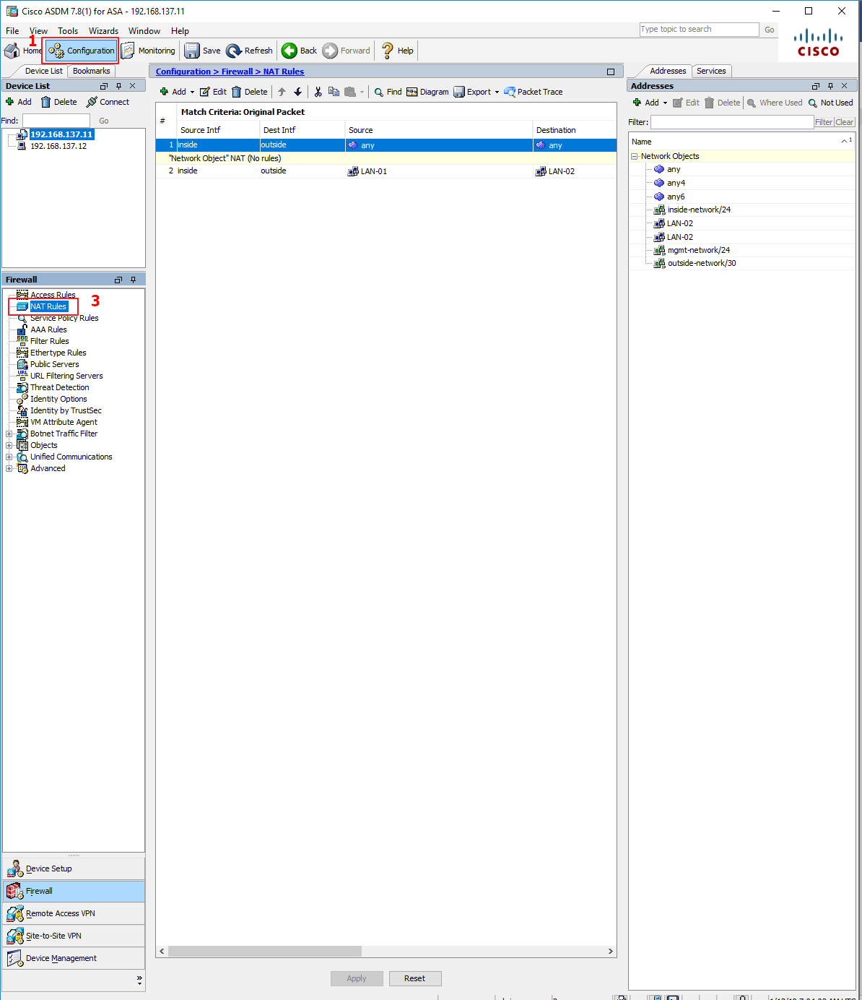 Cisco ASDM 7.8(1) for ASA - 192.168.137.11
File View Tools Wizards Window Help
Type topic to search Go
1
Home Configuration Monitoring Save Refresh Back Forward Help
CISCO
Device List Bookmarks
Device List
Add Delete Connect
Find: Go
192.168.137.11
192.168.137.12
Firewall
Access Rules
NAT Rules
3
Service Policy Rules
AAA Rules
Filter Rules
Ethertype Rules
Public Servers
URL
URL Filtering Servers
Threat Detection
Identity Options
Identity by TrustSec
VM Attribute Agent
Botnet Traffic Filter
Objects
Unified Communications
Advanced
Device Setup
Firewall
Remote Access VPN
Site-to-Site VPN
Device Management
Configuration > Firewall > NAT Rules
Add Edit Delete Find Diagram Export Packet Trace
# Match Criteria: Original Packet
Source Intf Dest Intf Source Destination
1 inside outside any any
"Network Object" NAT (No rules)
2 inside outside LAN-01 LAN-02
Apply Reset
Addresses Services
Addresses
Add Edit Delete Where Used Not Used
Filter: Filter Clear
Name 1
Network Objects
any
any4
any6
inside-network/24
LAN-02
LAN-02
mgmt-network/24
outside-network/30